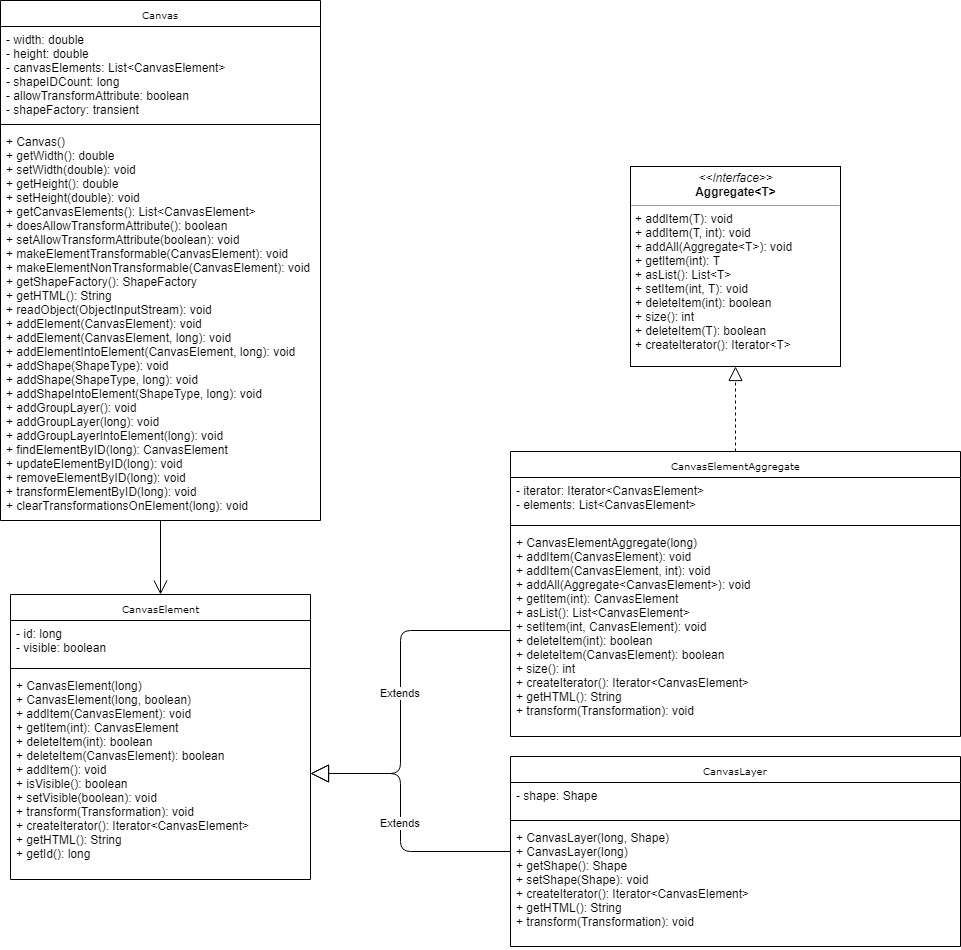 Canvas
- width: double
- height: double
- canvasElements: List<CanvasElement>
- shapeIDCount: long
- allowTransformAttribute: boolean
- shapeFactory: transient
+ Canvas()
+ getWidth(): double
+ setWidth(double): void
+ getHeight(): double
+ setHeight(double): void
+ getCanvasElements(): List<CanvasElement>
+ doesAllowTransformAttribute(): boolean
+ setAllowTransformAttribute(boolean): void
+ makeElementTransformable(CanvasElement): void
+ makeElementNonTransformable(CanvasElement): void
+ getShapeFactory(): ShapeFactory
+ getHTML(): String
+ readObject(ObjectInputStream): void
+ addElement(CanvasElement): void
+ addElement(CanvasElement, long): void
+ addElementIntoElement(CanvasElement, long): void
+ addShape(ShapeType): void
+ addShape(ShapeType, long): void
+ addShapeIntoElement(ShapeType, long): void
+ addGroupLayer(): void
+ addGroupLayer(long): void
+ addGroupLayerIntoElement(long): void
+ findElementByID(long): CanvasElement
+ updateElementByID(long): void
+ removeElementByID(long): void
+ transformElementByID(long): void
+ clearTransformationsOnElement(long): void
<<Interface>>
Aggregate<T>
+ addItem(T): void
+ addItem(T, int): void
+ addAll(Aggregate<T>): void
+ getItem(int): T
+ asList(): List<T>
+ setItem(int, T): void
+ deleteItem(int): boolean
+ size(): int
+ deleteItem(T): boolean
+ createIterator(): Iterator<T>
CanvasElementAggregate
- iterator: Iterator<CanvasElement>
- elements: List<CanvasElement>
+ CanvasElementAggregate(long)
+ addItem(CanvasElement): void
+ addItem(CanvasElement, int): void
+ addAll(Aggregate<CanvasElement>): void
+ getItem(int): CanvasElement
+ asList(): List<CanvasElement>
+ setItem(int, CanvasElement): void
+ deleteItem(int): boolean
+ deleteItem(CanvasElement): boolean
+ size(): int
+ createIterator(): Iterator<CanvasElement>
+ getHTML(): String
+ transform(Transformation): void
CanvasElement
- id: long
- visible: boolean
+ CanvasElement(long)
+ CanvasElement(long, boolean)
+ addItem(CanvasElement): void
+ getItem(int): CanvasElement
+ deleteItem(int): boolean
+ deleteItem(CanvasElement): boolean
+ addItem(): void
+ isVisible(): boolean
+ setVisible(boolean): void
+ transform(Transformation): void
+ createIterator(): Iterator<CanvasElement>
+ getHTML(): String
+ getId(): long
Extends
Extends
CanvasLayer
- shape: Shape
+ CanvasLayer(long, Shape)
+ CanvasLayer(long)
+ getShape(): Shape
+ setShape(Shape): void
+ createIterator(): Iterator<CanvasElement>
+ getHTML(): String
+ transform(Transformation): void